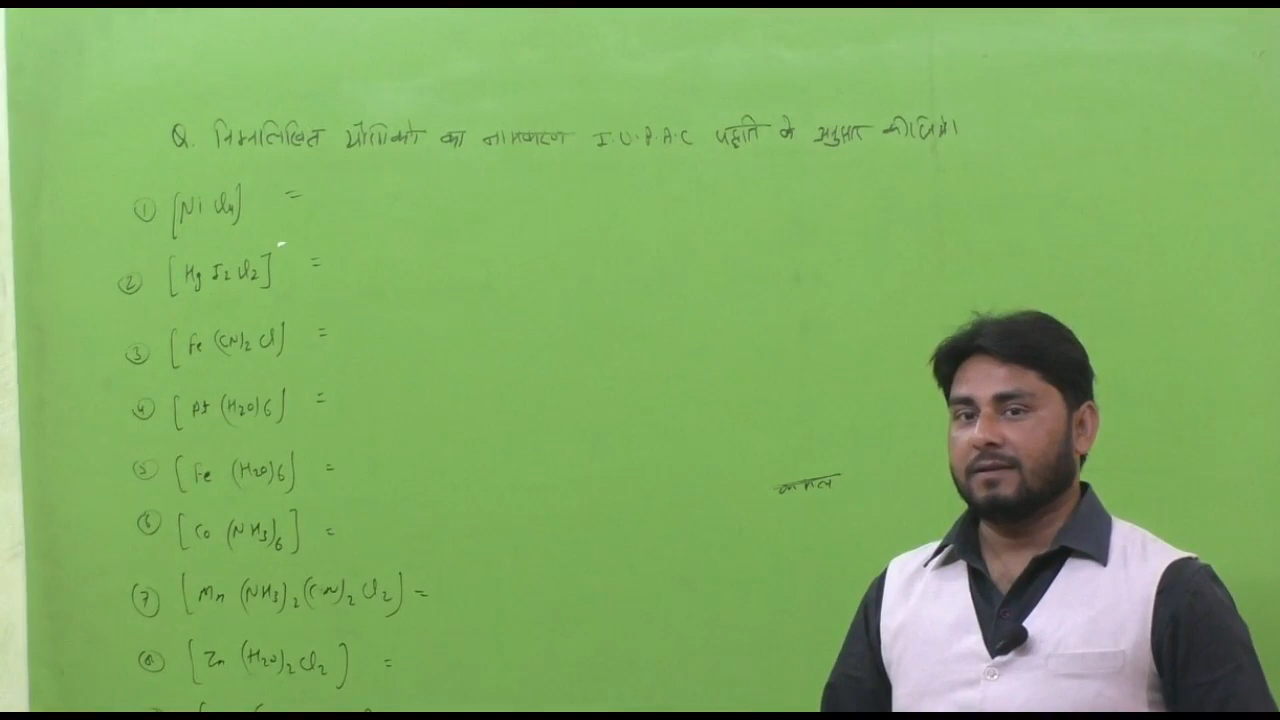 Q. निम्नलिखित यौगिको का नामकरण I.U.P.A.C पद्धति के अनुसार कीजिये।
① [Ni Cl4] =
② [Hg I2 Cl2] =
③ [Fe (CN)2 Cl] =
④ [Pt (H2O)6] =
⑤ [Fe (H2O)6] =
⑥ [Co (NH3)6] =
⑦ [Mn (NH3)2 (CN)2 Cl2] =
⑧ [Zn (H2O)2 Cl2] =